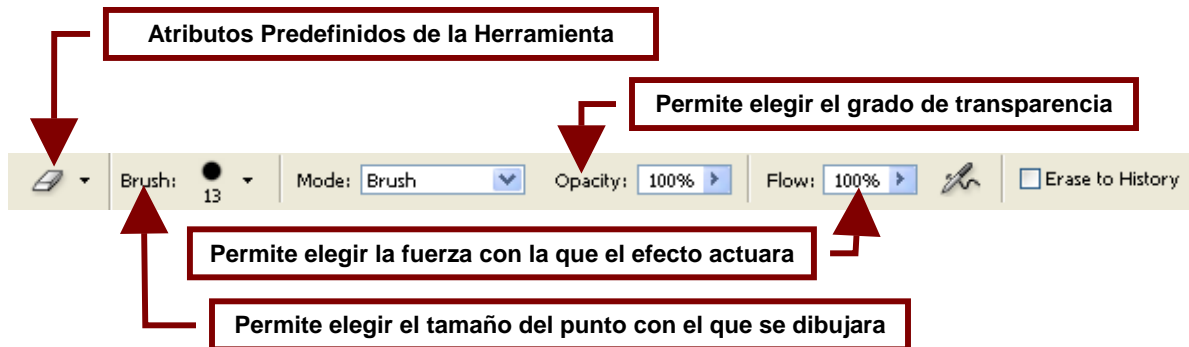 Atributos Predefinidos de la Herramienta
Permite elegir el grado de transparencia
Brush: 13 Mode: Brush Opacity: 100% Flow: 100% Erase to History
Permite elegir la fuerza con la que el efecto actuara
Permite elegir el tamaño del punto con el que se dibujara